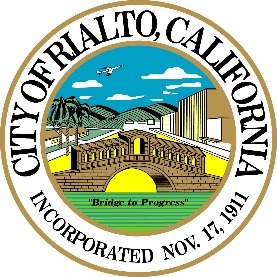 CITY OF RIALTO, CALIFORNIA
"Bridge to Progress"
INCORPORATED NOV. 17, 1911